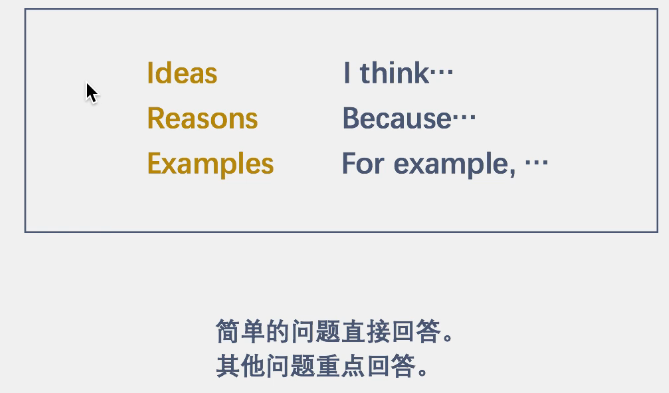 Ideas I think…
Reasons Because…
Examples For example, …
简单的问题直接回答。
其他问题重点回答。